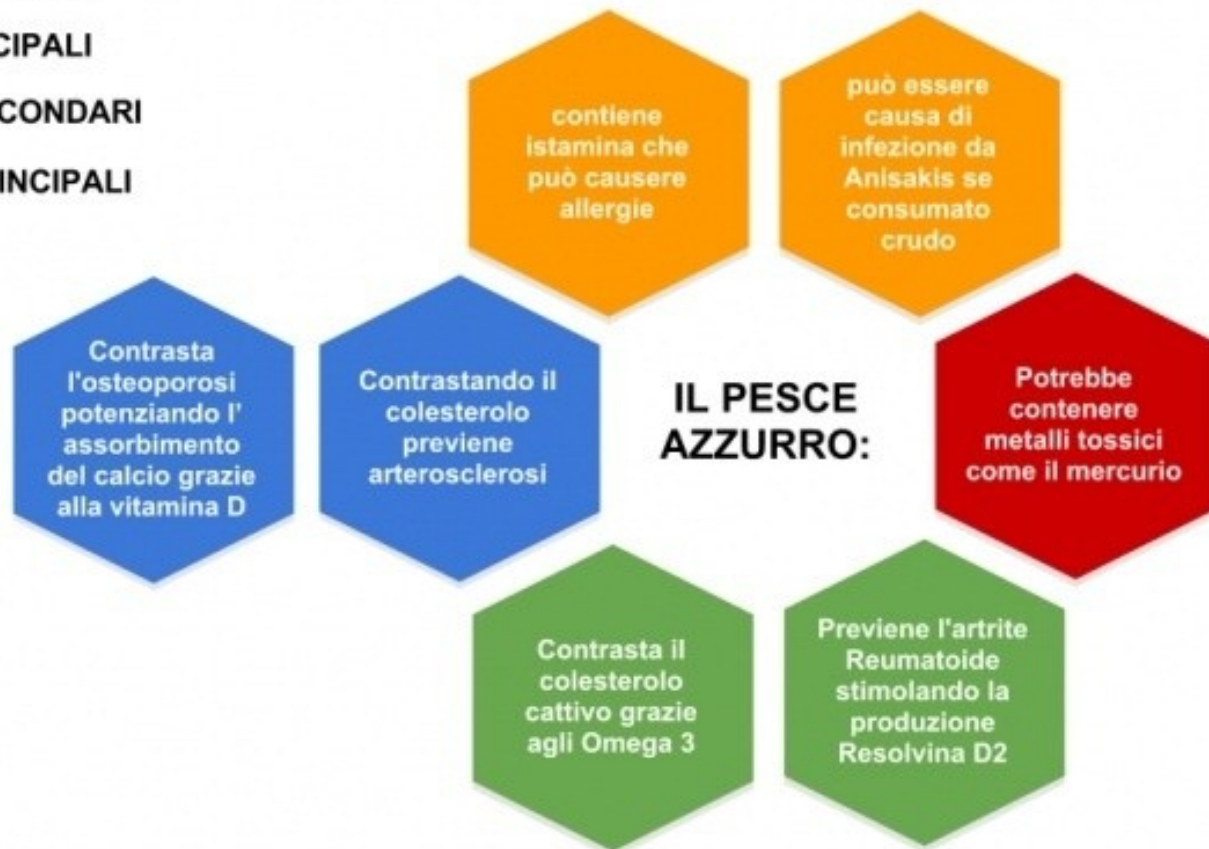 CIPALI
CONDARI
INCIPALI
contiene
istamina che
può causere
allergie
può essere
causa di
infezione da
Anisakis se
consumato
crudo
Contrasta
l'osteoporosi
potenziando l'
assorbimento
del calcio grazie
alla vitamina D
Contrastando il
colesterolo
previene
arterosclerosi
IL PESCE
AZZURRO:
Potrebbe
contenere
metalli tossici
come il mercurio
Contrasta il
colesterolo
cattivo grazie
agli Omega 3
Previene l'artrite
Reumatoide
stimolando la
produzione
Resolvina D2